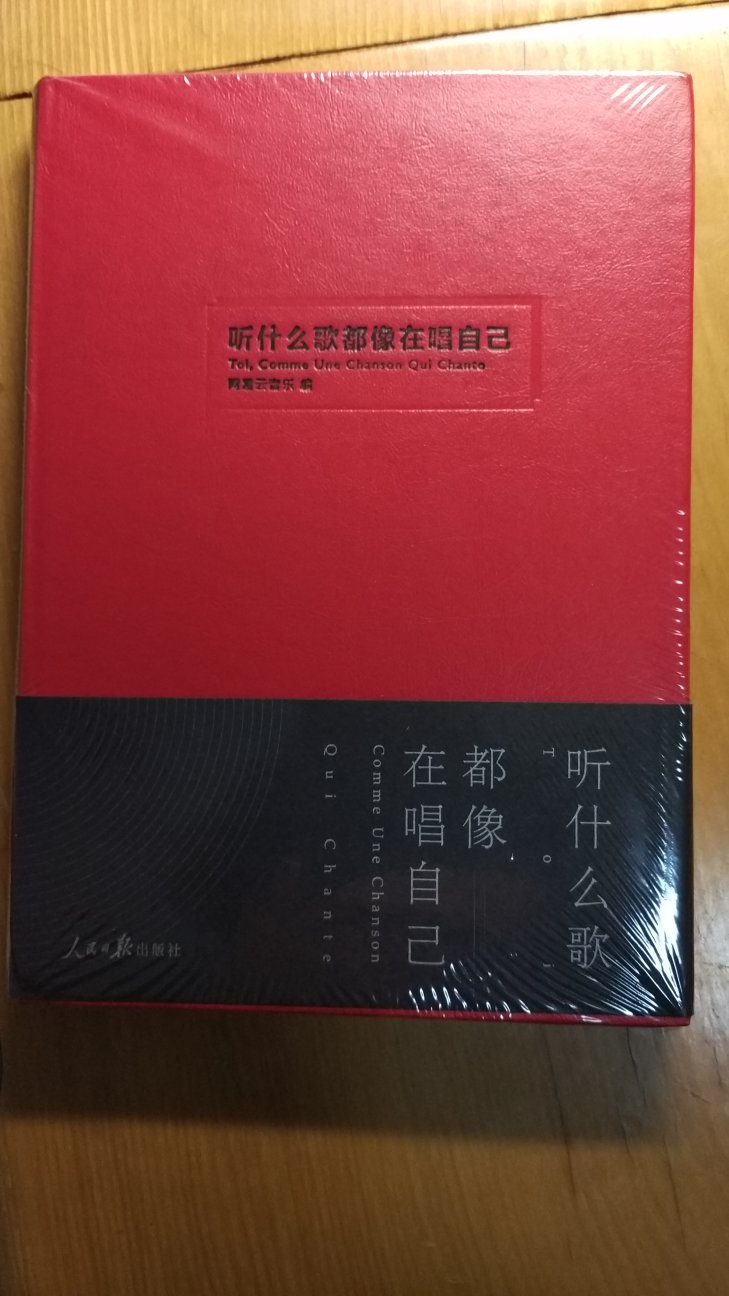 听什么歌都像在唱自己
Toi, Comme Une Chanson Qui Chante
网易云音乐 编
听什么歌
Toi
都像
在唱自己
Comme Une Chanson
Qui Chante
人民日报出版社